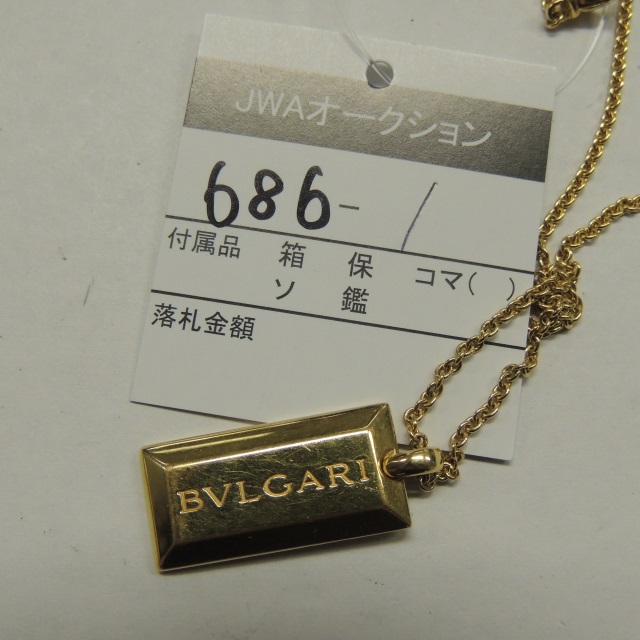 JWAオークション
686-1
付属品 箱 保 コマ( )
ソ 鑑
落札金額
BVLGARI